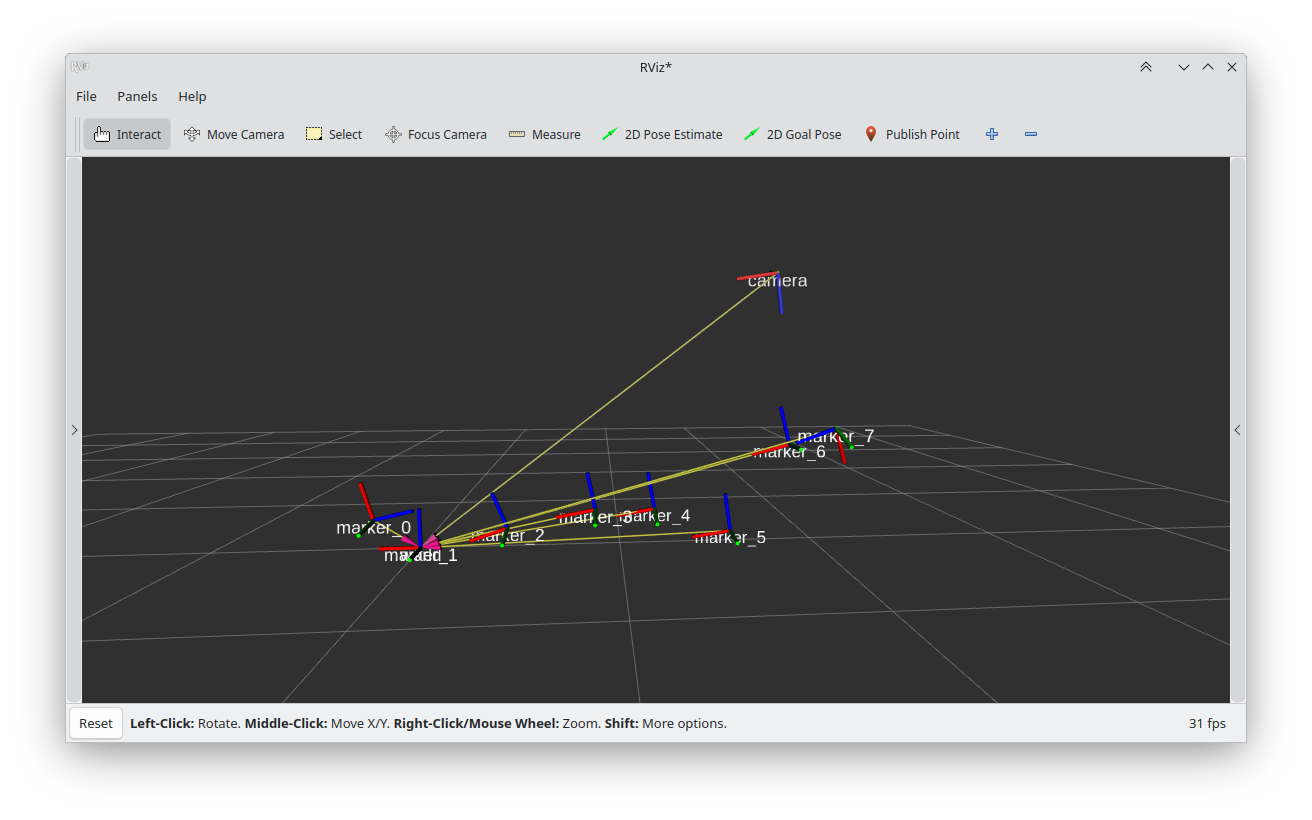 RViz*
File Panels Help
Interact Move Camera Select Focus Camera Measure 2D Pose Estimate 2D Goal Pose Publish Point
camera
marker_7
marker_6
marker_3
marker_4
marker_0
marker_2
marker_5
marker_1
Reset Left-Click: Rotate. Middle-Click: Move X/Y. Right-Click/Mouse Wheel: Zoom. Shift: More options. 31 fps